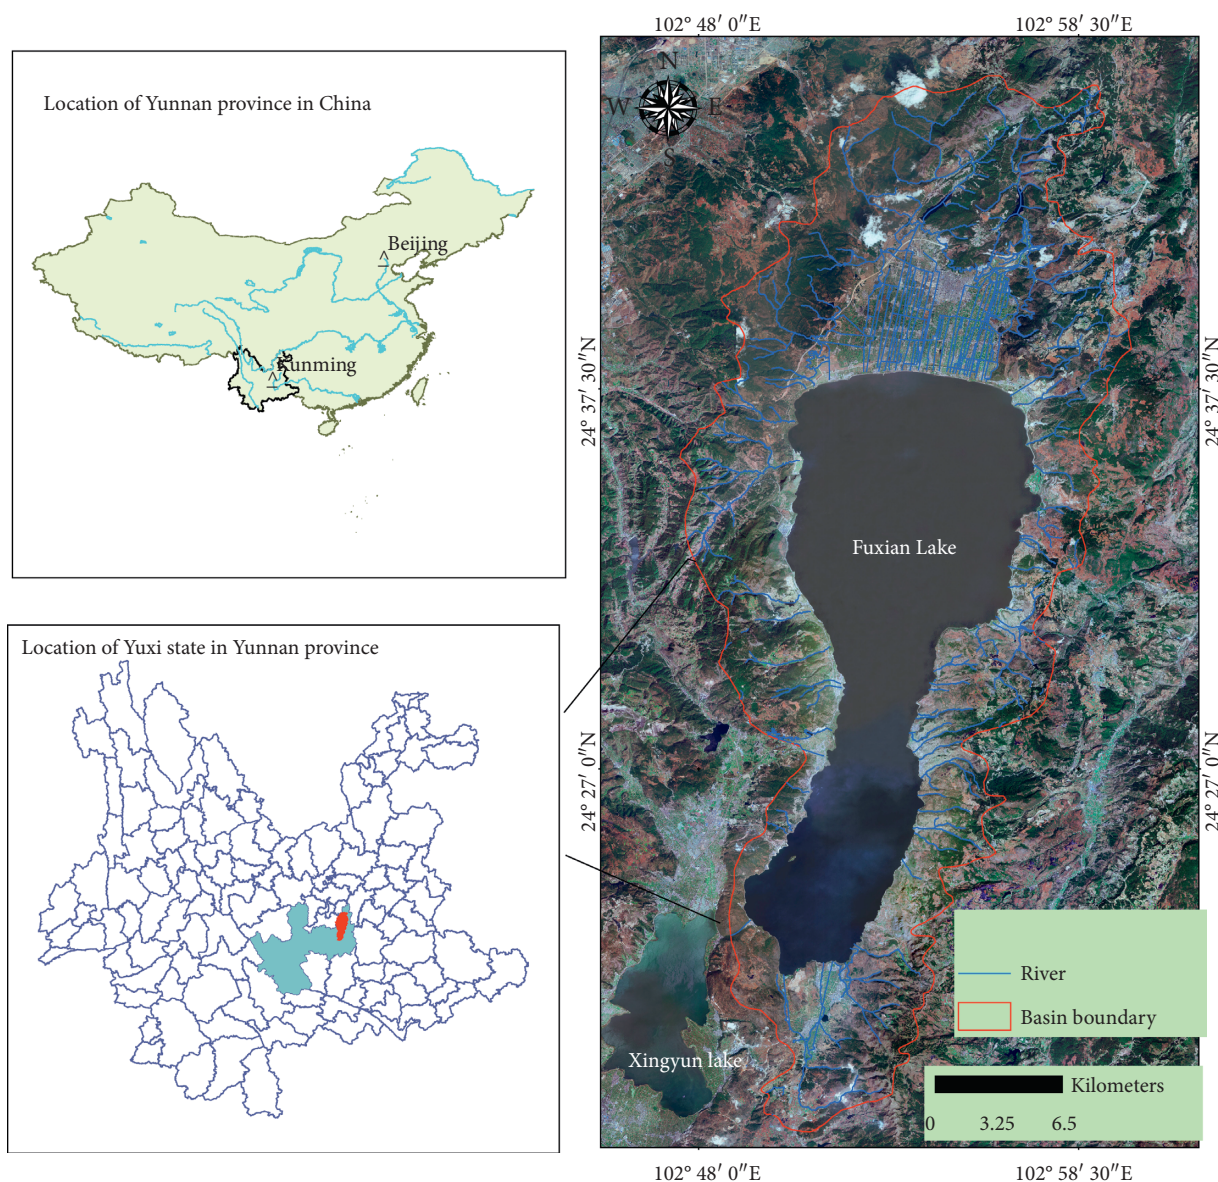 Location of Yunnan province in China
Beijing
Kunming
Location of Yuxi state in Yunnan province
102° 48′ 0″E
102° 58′ 30″E
N
W
E
S
24° 37′ 30″N
24° 37′ 30″N
Fuxian Lake
24° 27′ 0″N
24° 27′ 0″N
River
Basin boundary
Xingyun lake
Kilometers
0
3.25
6.5
102° 48′ 0″E
102° 58′ 30″E